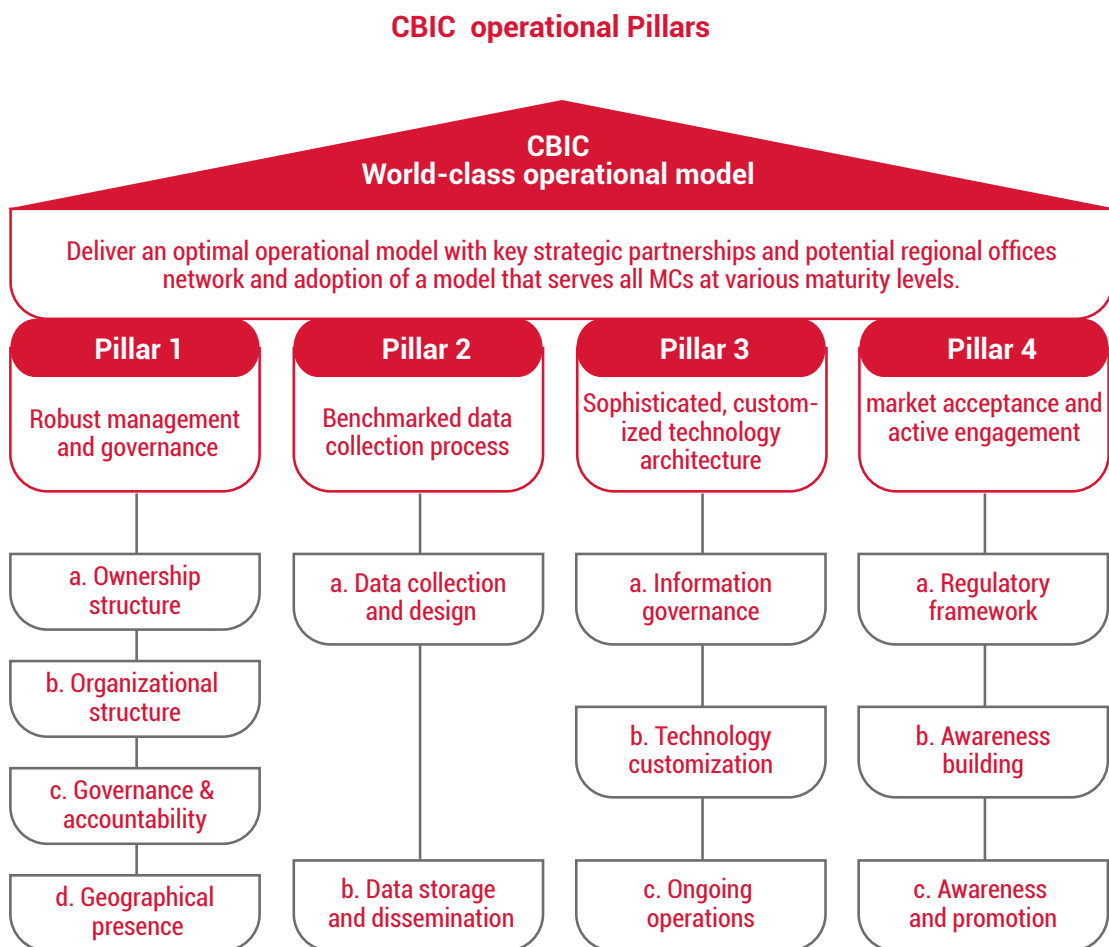 CBIC operational Pillars
CBIC
World-class operational model
Deliver an optimal operational model with key strategic partnerships and potential regional offices
network and adoption of a model that serves all MCs at various maturity levels.
Pillar 1
Robust management
and governance
a. Ownership
structure
b. Organizational
structure
c. Governance &
accountability
d. Geographical
presence
Pillar 2
Benchmarked data
collection process
a. Data collection
and design
b. Data storage
and dissemination
Pillar 3
Sophisticated, custom-
ized technology
architecture
a. Information
governance
b. Technology
customization
c. Ongoing
operations
Pillar 4
market acceptance and
active engagement
a. Regulatory
framework
b. Awareness
building
c. Awareness
and promotion